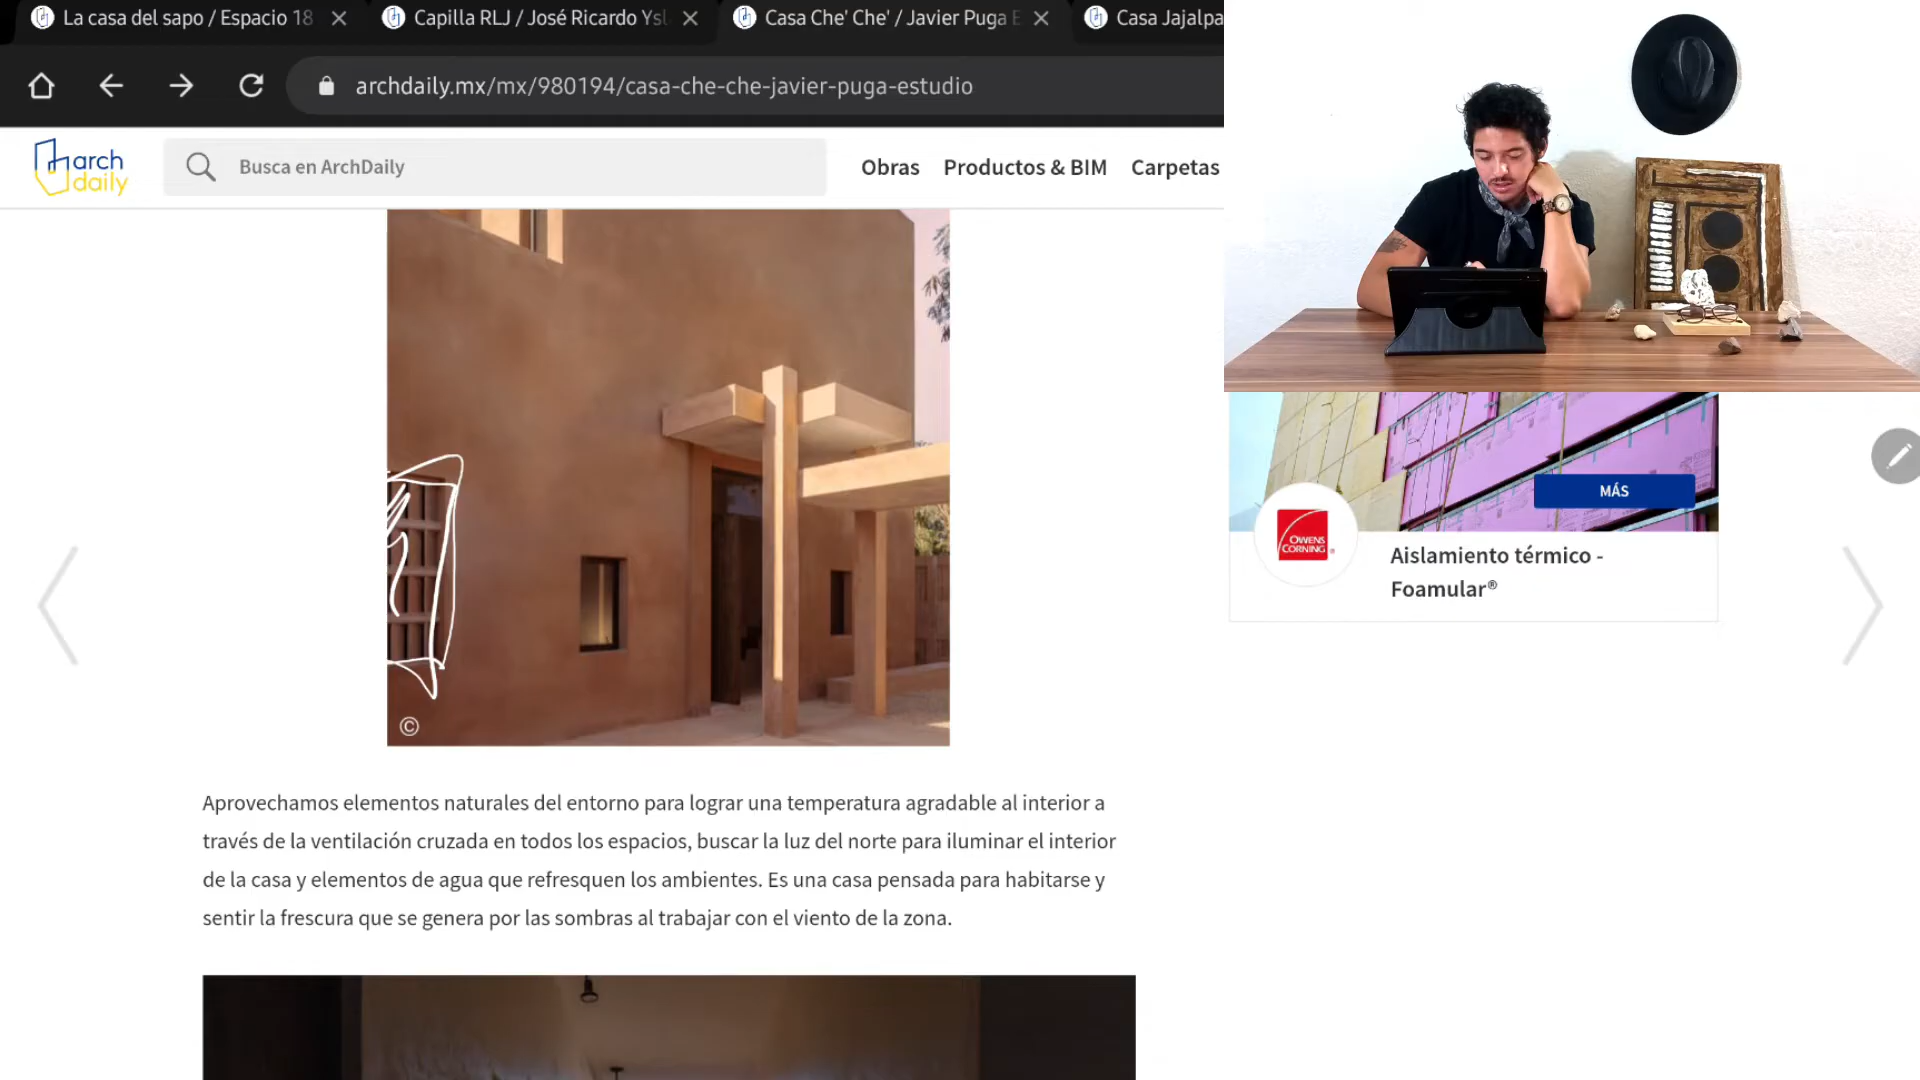 La casa del sapo / Espacio 18
Capilla RLJ / José Ricardo Ysl
Casa Che' Che' / Javier Puga E
Casa Jajalpa
archdaily.mx/mx/980194/casa-che-che-javier-puga-estudio
arch
daily
Busca en ArchDaily
Obras
Productos & BIM
Carpetas
MÁS
OWENS
CORNING
Aislamiento térmico -
Foamular®
©
Aprovechamos elementos naturales del entorno para lograr una temperatura agradable al interior a
través de la ventilación cruzada en todos los espacios, buscar la luz del norte para iluminar el interior
de la casa y elementos de agua que refresquen los ambientes. Es una casa pensada para habitarse y
sentir la frescura que se genera por las sombras al trabajar con el viento de la zona.